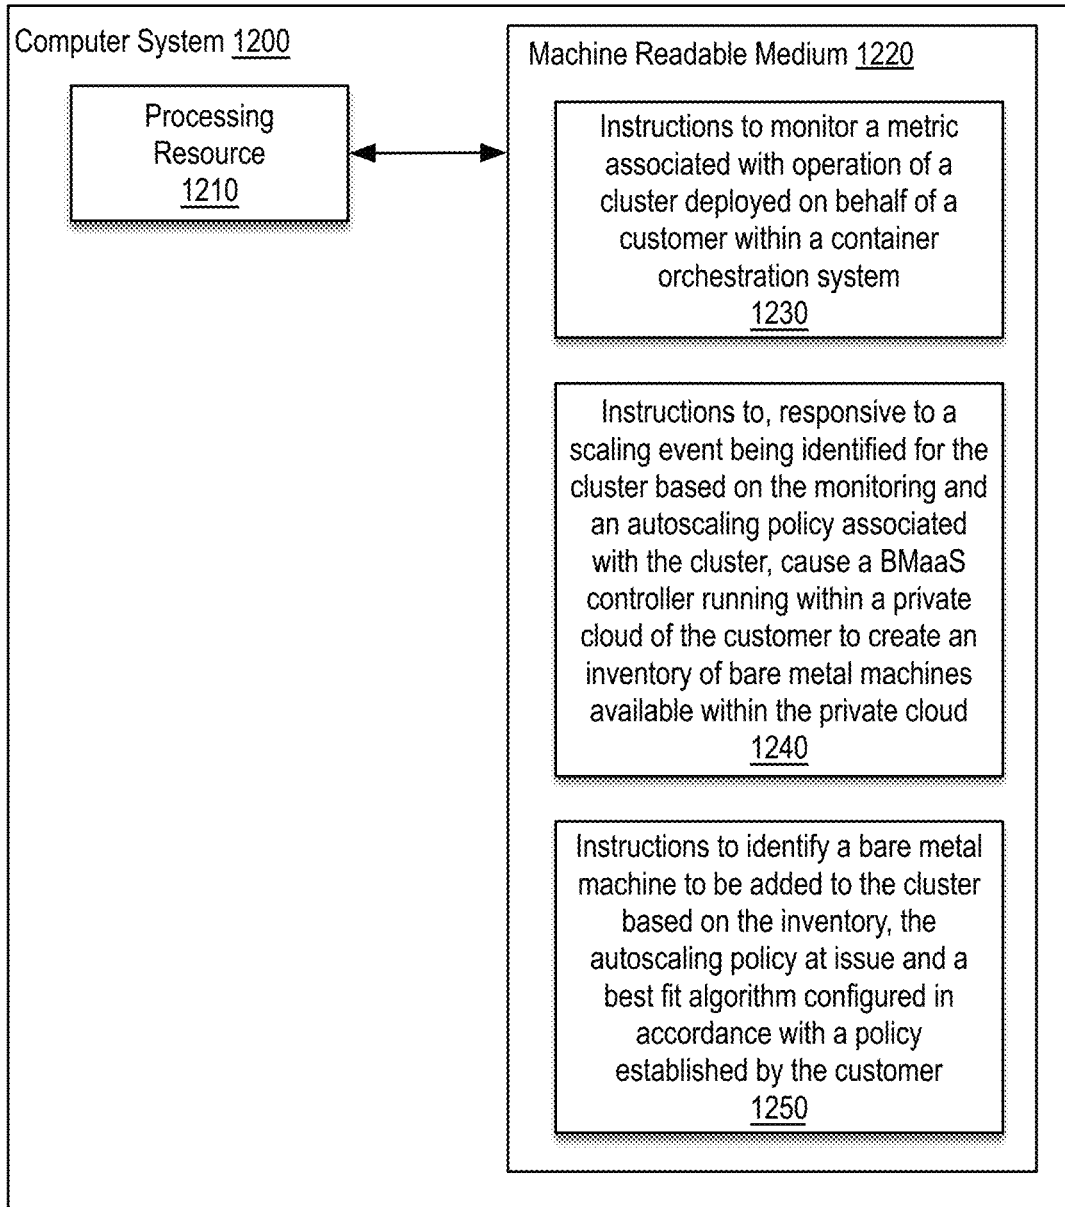 Computer System 1200
Processing
Resource
1210
Machine Readable Medium 1220
Instructions to monitor a metric
associated with operation of a
cluster deployed on behalf of a
customer within a container
orchestration system
1230
Instructions to, responsive to a
scaling event being identified for the
cluster based on the monitoring and
an autoscaling policy associated
with the cluster, cause a BMaaS
controller running within a private
cloud of the customer to create an
inventory of bare metal machines
available within the private cloud
1240
Instructions to identify a bare metal
machine to be added to the cluster
based on the inventory, the
autoscaling policy at issue and a
best fit algorithm configured in
accordance with a policy
established by the customer
1250